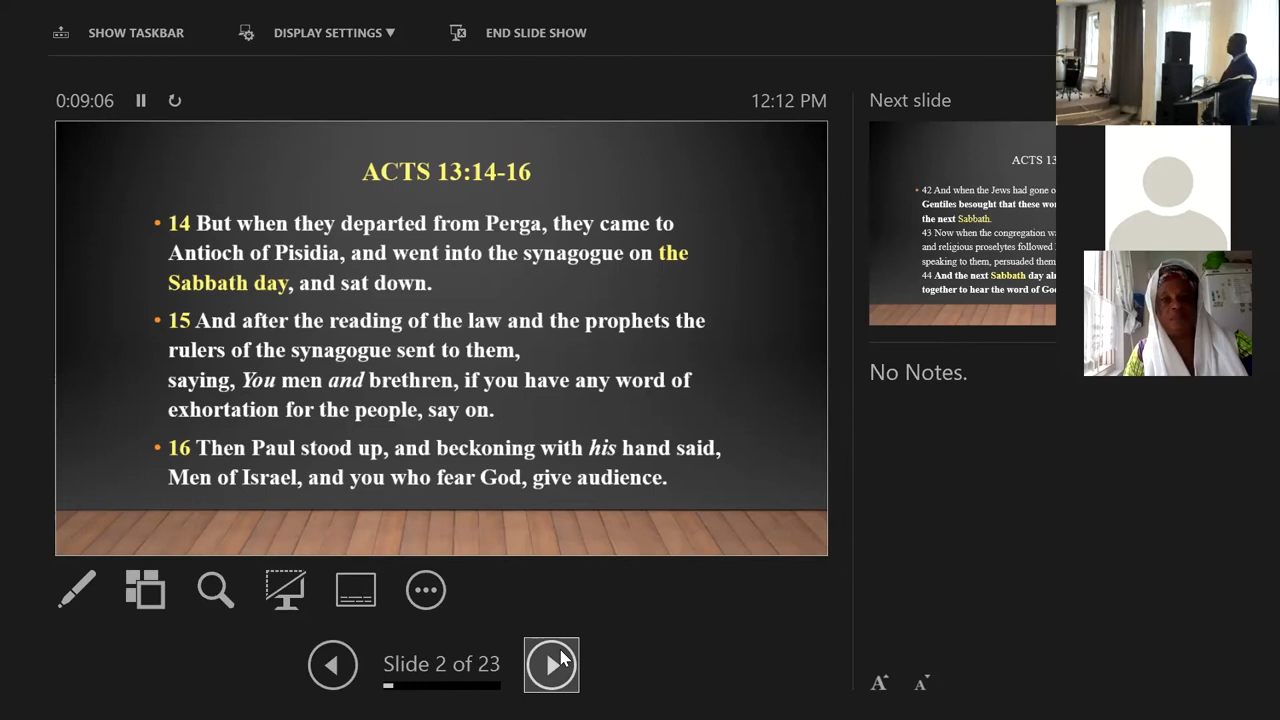 SHOW TASKBAR
DISPLAY SETTINGS ▼
END SLIDE SHOW
0:09:06
12:12 PM
Next slide
ACTS 13:14-16
• 14 But when they departed from Perga, they came to
Antioch of Pisidia, and went into the synagogue on the
Sabbath day, and sat down.
• 15 And after the reading of the law and the prophets the
rulers of the synagogue sent to them,
saying, You men and brethren, if you have any word of
exhortation for the people, say on.
• 16 Then Paul stood up, and beckoning with his hand said,
Men of Israel, and you who fear God, give audience.
ACTS 13
• 42 And when the Jews had gone o
Gentiles besought that these wo
the next Sabbath.
43 Now when the congregation wa
and religious proselytes followed
speaking to them, persuaded them
44 And the next Sabbath day al
together to hear the word of Go
No Notes.
Slide 2 of 23
A A